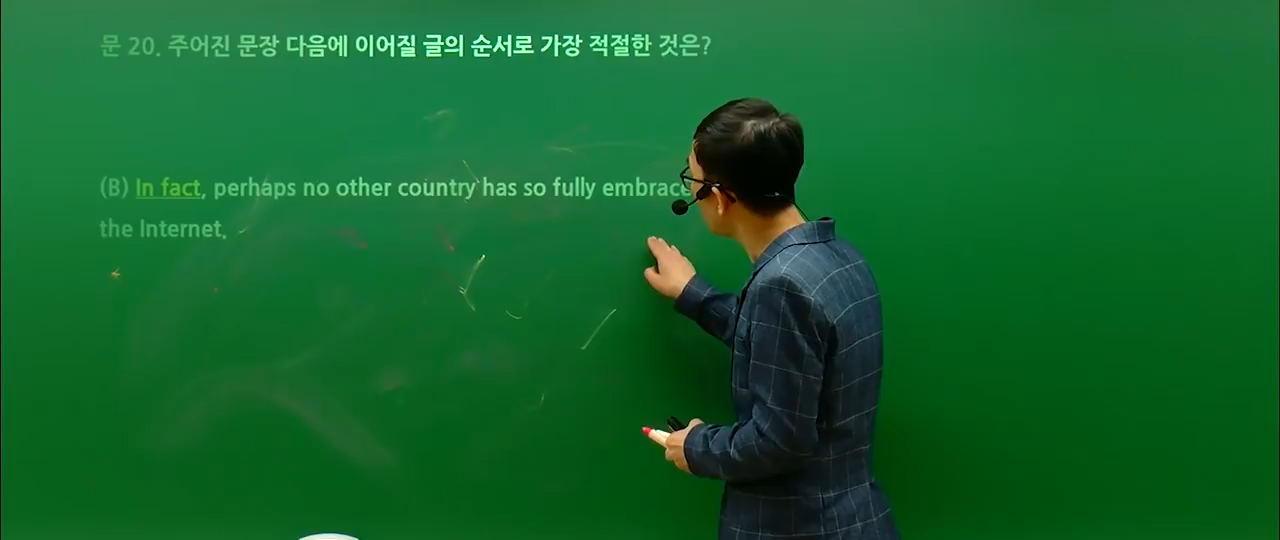 문 20. 주어진 문장 다음에 이어질 글의 순서로 가장 적절한 것은?
(B) In fact, perhaps no other country has so fully embrace
the Internet.